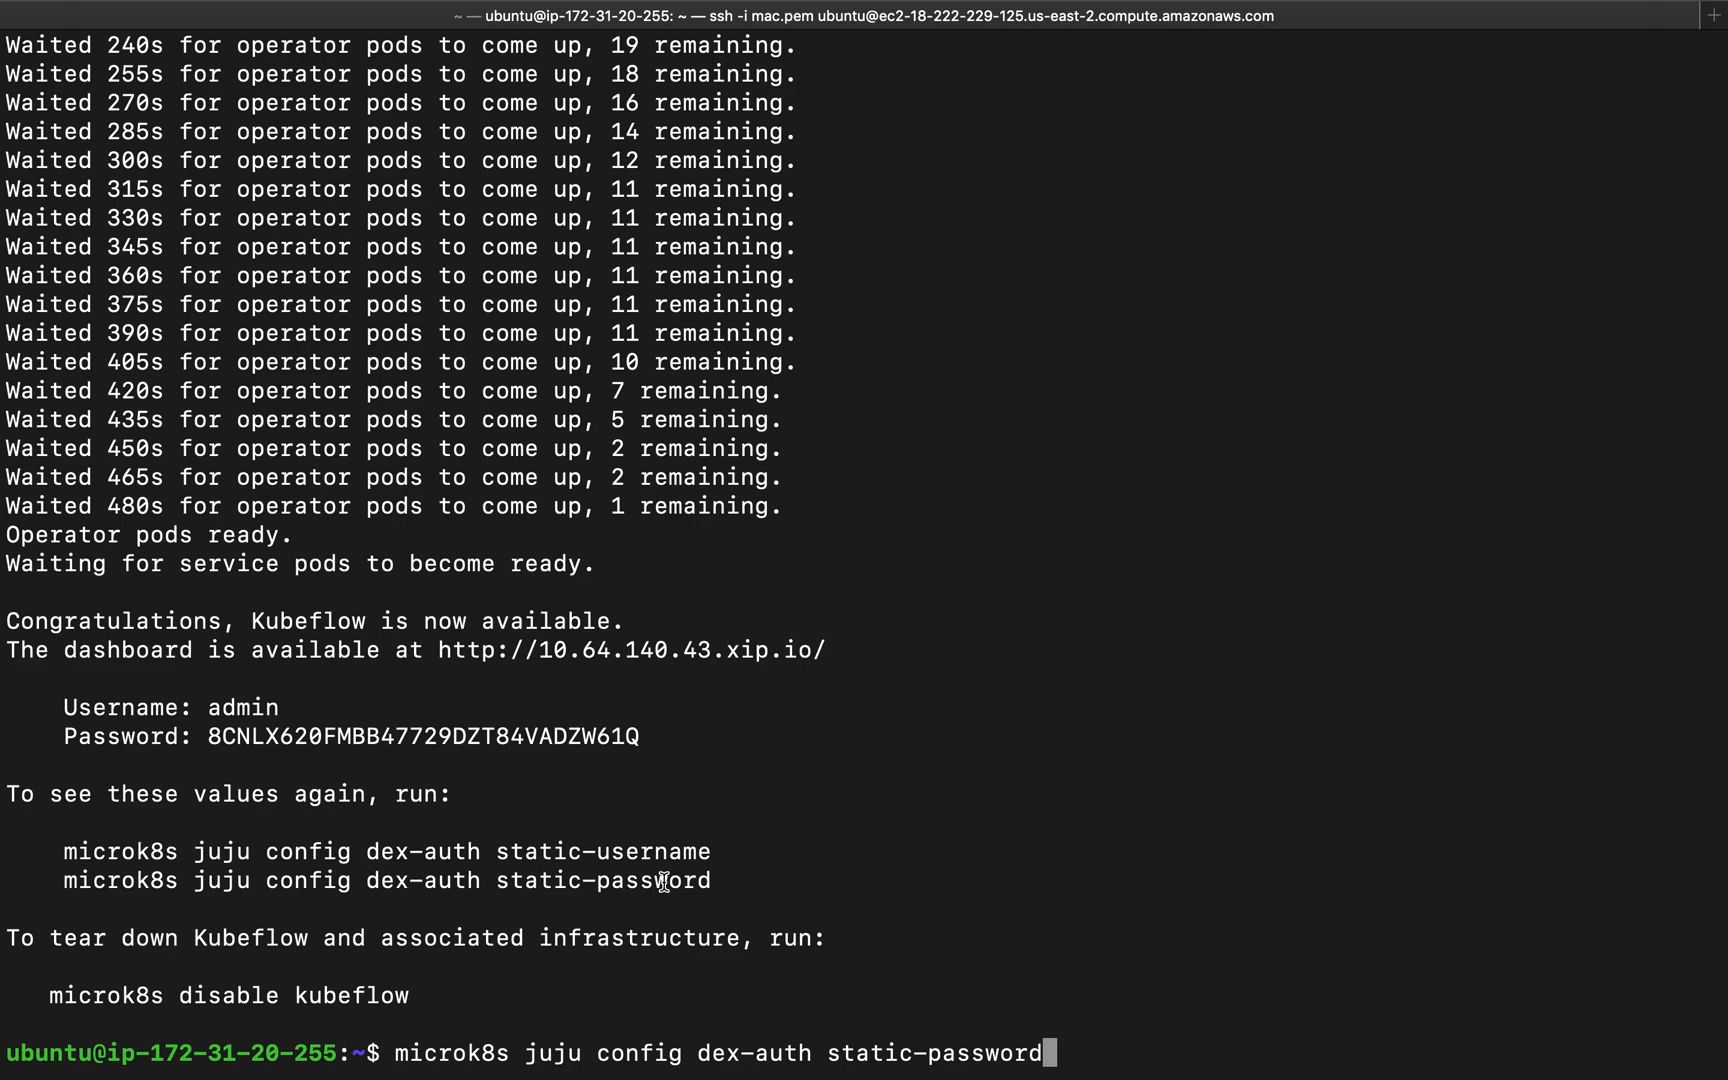 ~ — ubuntu@ip-172-31-20-255: ~ — ssh -i mac.pem ubuntu@ec2-18-222-229-125.us-east-2.compute.amazonaws.com
Waited 240s for operator pods to come up, 19 remaining.
Waited 255s for operator pods to come up, 18 remaining.
Waited 270s for operator pods to come up, 16 remaining.
Waited 285s for operator pods to come up, 14 remaining.
Waited 300s for operator pods to come up, 12 remaining.
Waited 315s for operator pods to come up, 11 remaining.
Waited 330s for operator pods to come up, 11 remaining.
Waited 345s for operator pods to come up, 11 remaining.
Waited 360s for operator pods to come up, 11 remaining.
Waited 375s for operator pods to come up, 11 remaining.
Waited 390s for operator pods to come up, 11 remaining.
Waited 405s for operator pods to come up, 10 remaining.
Waited 420s for operator pods to come up, 7 remaining.
Waited 435s for operator pods to come up, 5 remaining.
Waited 450s for operator pods to come up, 2 remaining.
Waited 465s for operator pods to come up, 2 remaining.
Waited 480s for operator pods to come up, 1 remaining.
Operator pods ready.
Waiting for service pods to become ready.
Congratulations, Kubeflow is now available.
The dashboard is available at http://10.64.140.43.xip.io/
Username: admin
Password: 8CNLX620FMBB47729DZT84VADZW61Q
To see these values again, run:
microk8s juju config dex-auth static-username
microk8s juju config dex-auth static-password
To tear down Kubeflow and associated infrastructure, run:
microk8s disable kubeflow
ubuntu@ip-172-31-20-255:~$ microk8s juju config dex-auth static-password